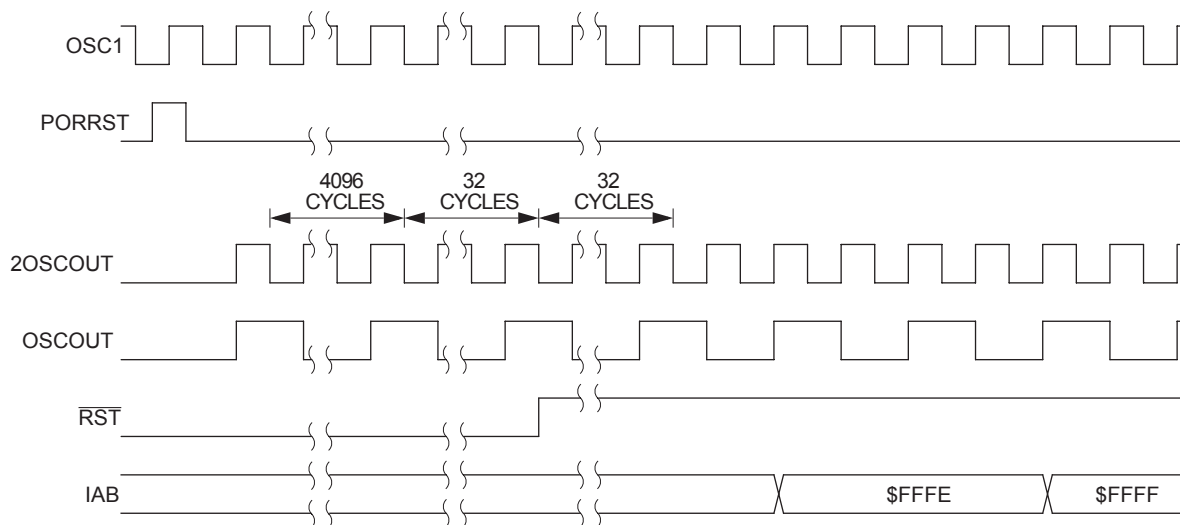 OSC1
PORRST
4096
CYCLES
32
CYCLES
32
CYCLES
2OSCOUT
OSCOUT
RST
IAB
$FFFE
$FFFF